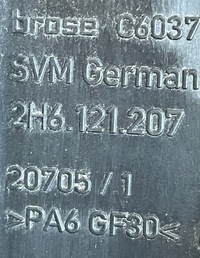 brose C6037
SVM German
2H6.121.207
20705/1
>PA6 GF30<